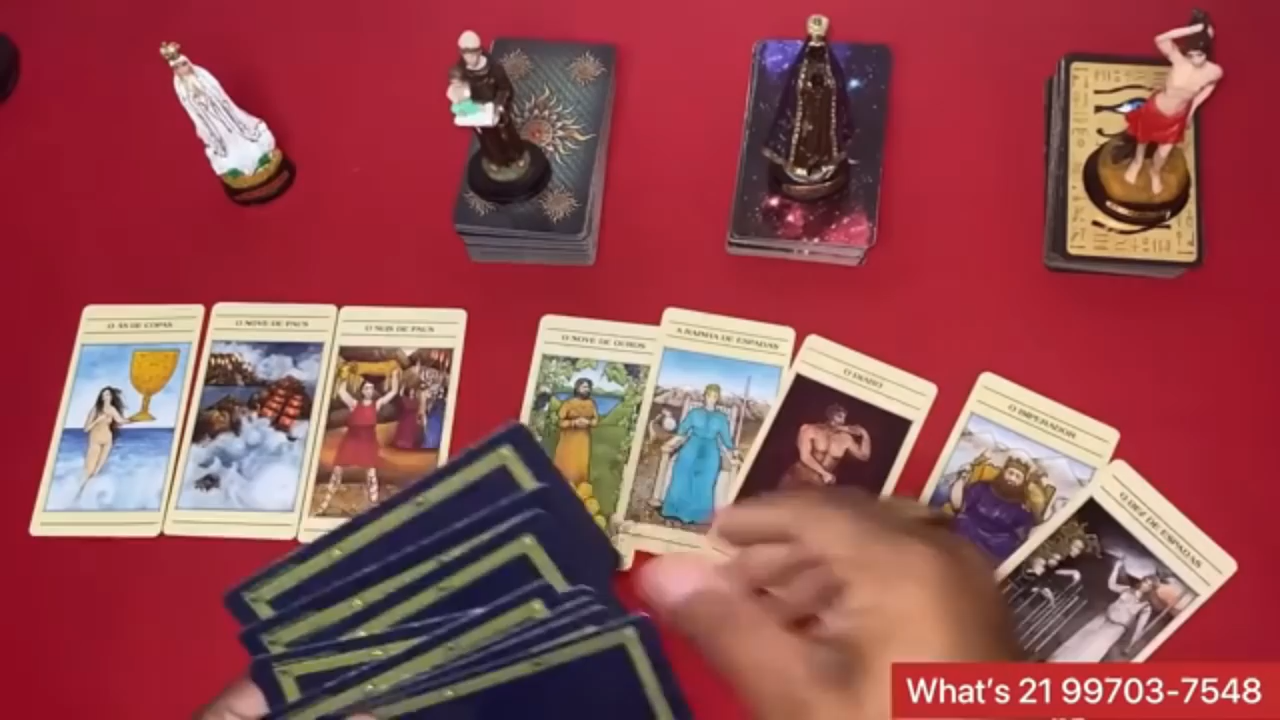 O ÁS DE COPAS
O NOVE DE PAUS
O SEIS DE PAUS
O NOVE DE OUROS
A RAINHA DE ESPADAS
O DIABO
O IMPERADOR
O DEZ DE ESPADAS
What's 21 99703-7548